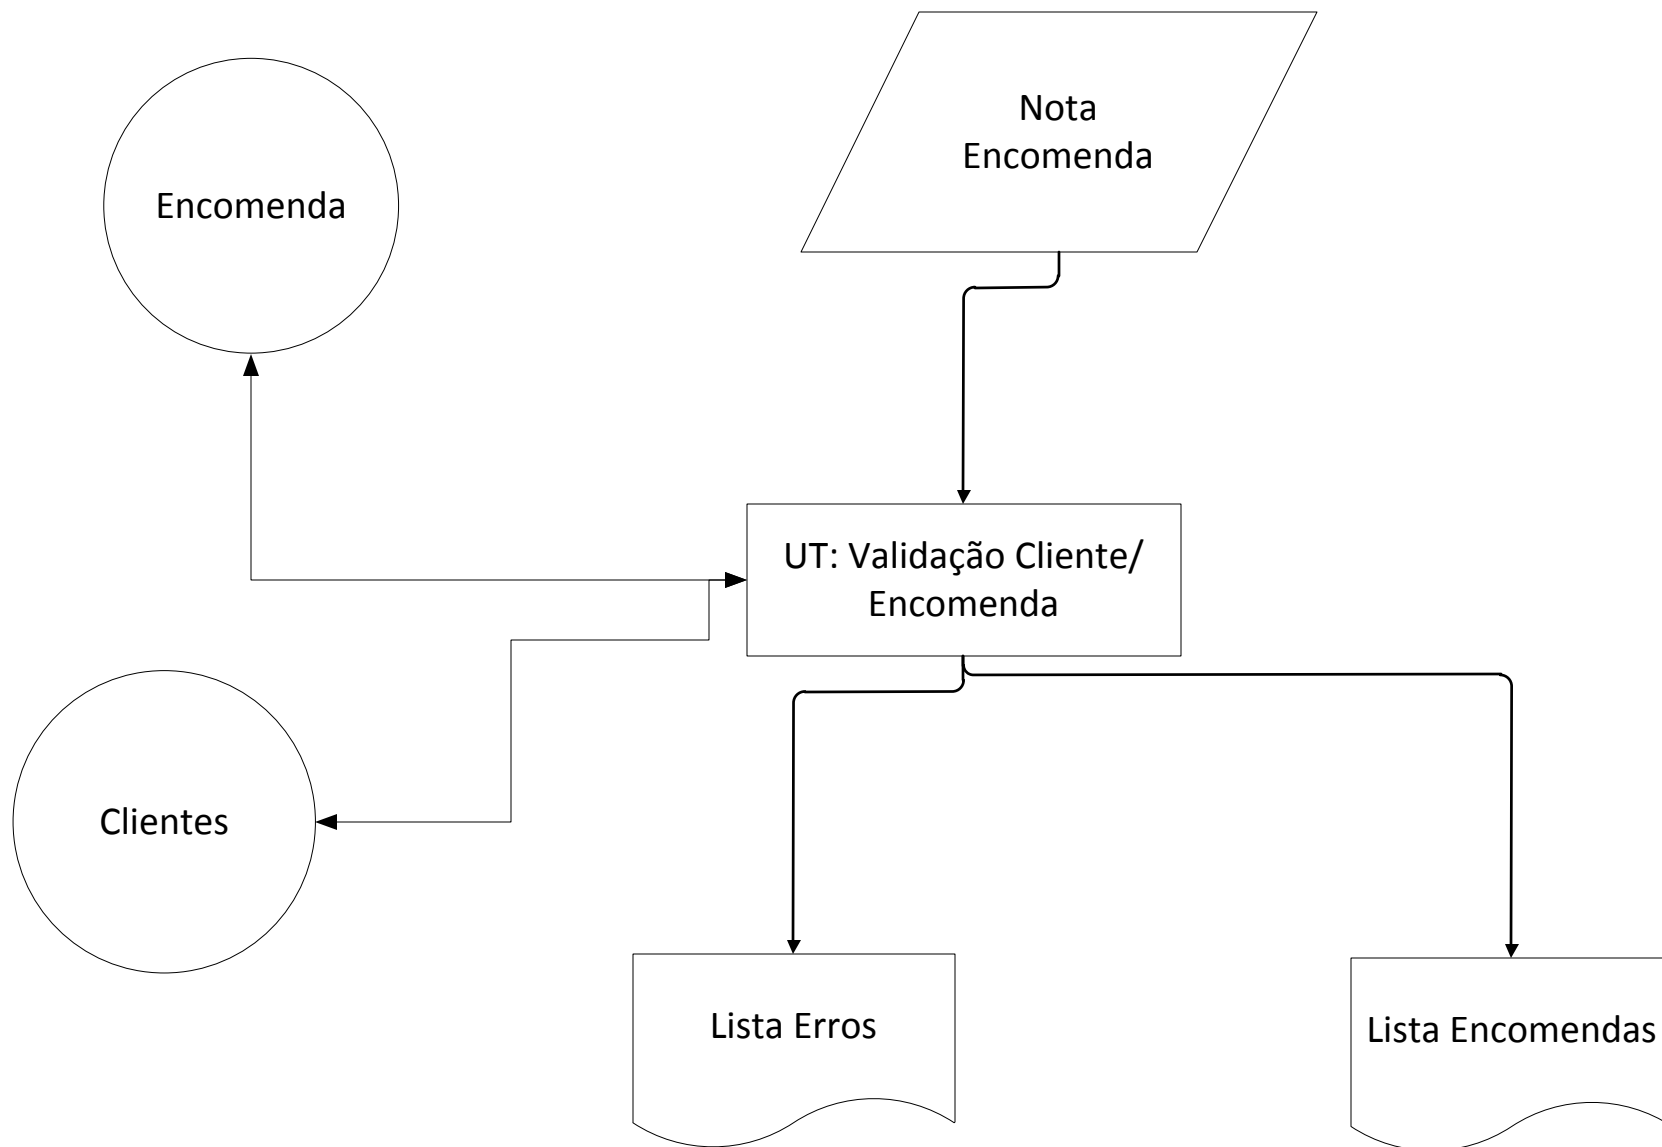 Nota
Encomenda
Encomenda
UT: Validação Cliente/
Encomenda
Clientes
Lista Erros
Lista Encomendas